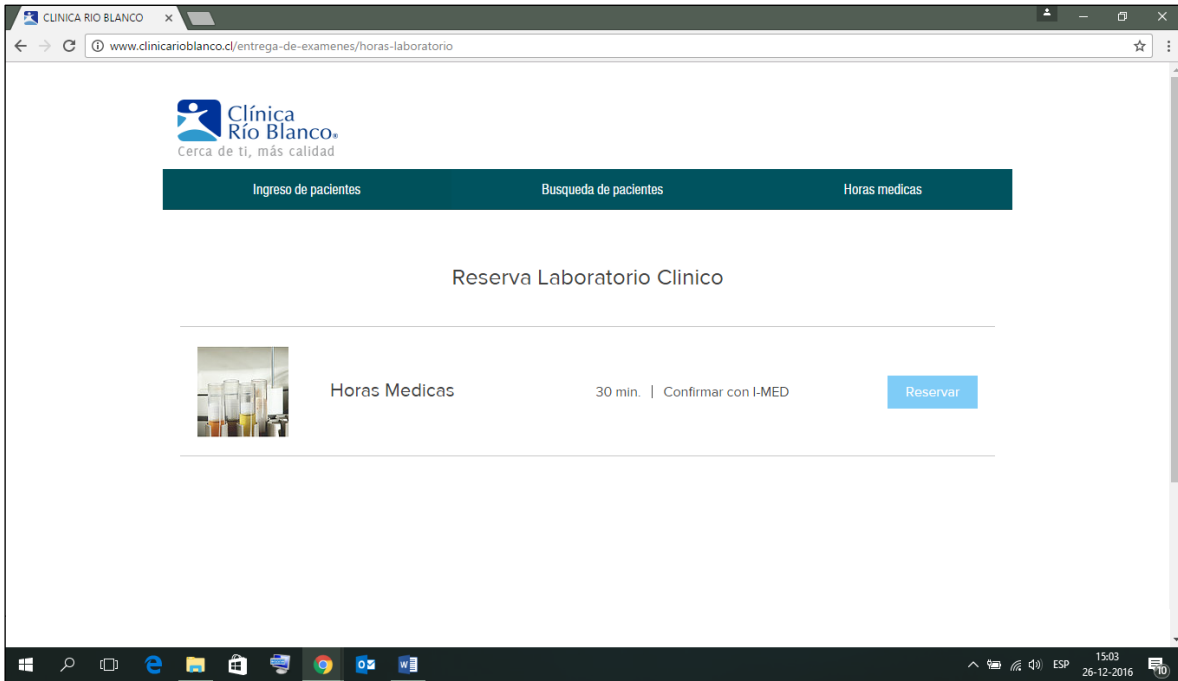 CLINICA RIO BLANCO
www.clinicarioblanco.cl/entrega-de-examenes/horas-laboratorio
Clínica
Río Blanco®
Cerca de ti, más calidad
Ingreso de pacientes Busqueda de pacientes Horas medicas
Reserva Laboratorio Clinico
Horas Medicas 30 min. | Confirmar con I-MED Reservar
ESP 15:03
26-12-2016 10